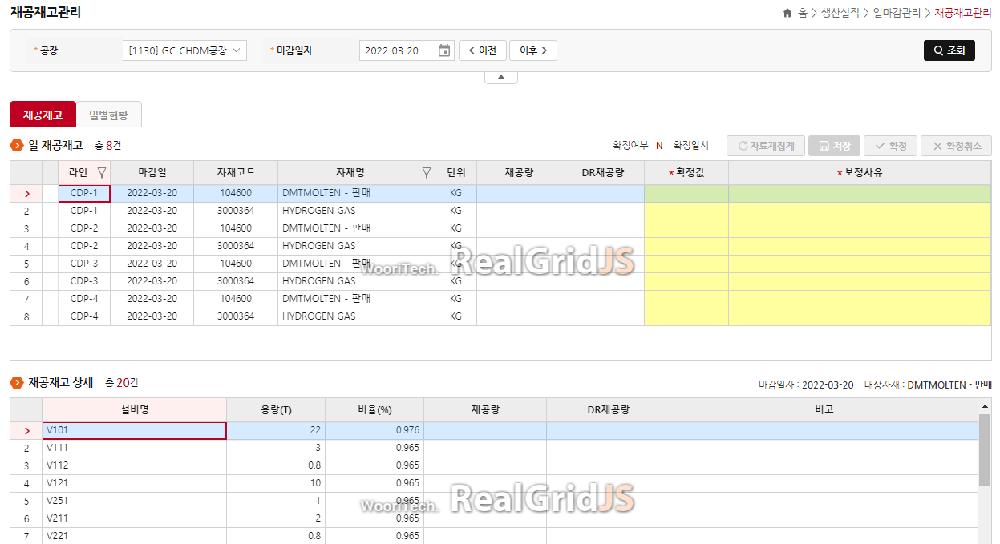 재공재고관리
홈 > 생산실적 > 일마감관리 > 재공재고관리
* 공장 [1130] GC-CHDM공장 * 마감일자 2022-03-20 < 이전 이후 > 조회
재공재고 일별현황
일 재공재고 총 8건 확정여부 : N 확정일시 : 자료재집계 저장 확정 확정취소
라인 마감일 자재코드 자재명 단위 재공량 DR재공량 * 확정값 * 보정사유
CDP-1 2022-03-20 104600 DMTMOLTEN - 판매 KG
2 CDP-1 2022-03-20 3000364 HYDROGEN GAS KG
3 CDP-2 2022-03-20 104600 DMTMOLTEN - 판매 KG
4 CDP-2 2022-03-20 3000364 HYDROGEN GAS KG
5 CDP-3 2022-03-20 104600 DMTMOLTEN - 판매 KG
WooriTech. RealGridJS
6 CDP-3 2022-03-20 3000364 HYDROGEN GAS KG
7 CDP-4 2022-03-20 104600 DMTMOLTEN - 판매 KG
8 CDP-4 2022-03-20 3000364 HYDROGEN GAS KG
재공재고 상세 총 20건 마감일자 : 2022-03-20 대상자재 : DMTMOLTEN - 판매
설비명 용량(T) 비율(%) 재공량 DR재공량 비고
V101 22 0.976
2 V111 3 0.965
3 V112 0.8 0.965
4 V121 10 0.965
5 V251 1 0.965
WooriTech. RealGridJS
6 V211 2 0.965
7 V221 0.8 0.965